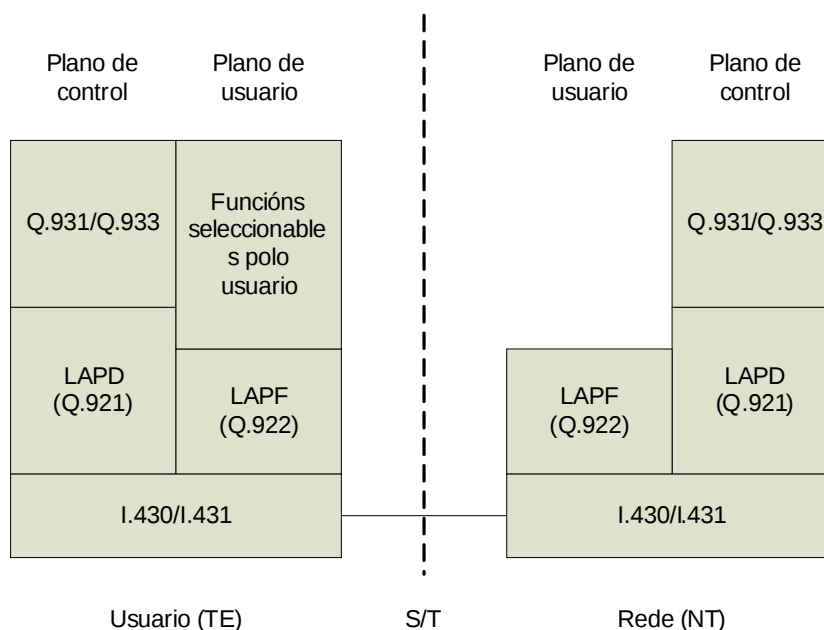 Plano de
control
Plano de
usuario
Plano de
usuario
Plano de
control
Q.931/Q.933
Funcións
seleccionable
s polo
usuario
Q.931/Q.933
LAPD
(Q.921)
LAPF
(Q.922)
LAPF
(Q.922)
LAPD
(Q.921)
I.430/I.431
I.430/I.431
Usuario (TE)
S/T
Rede (NT)